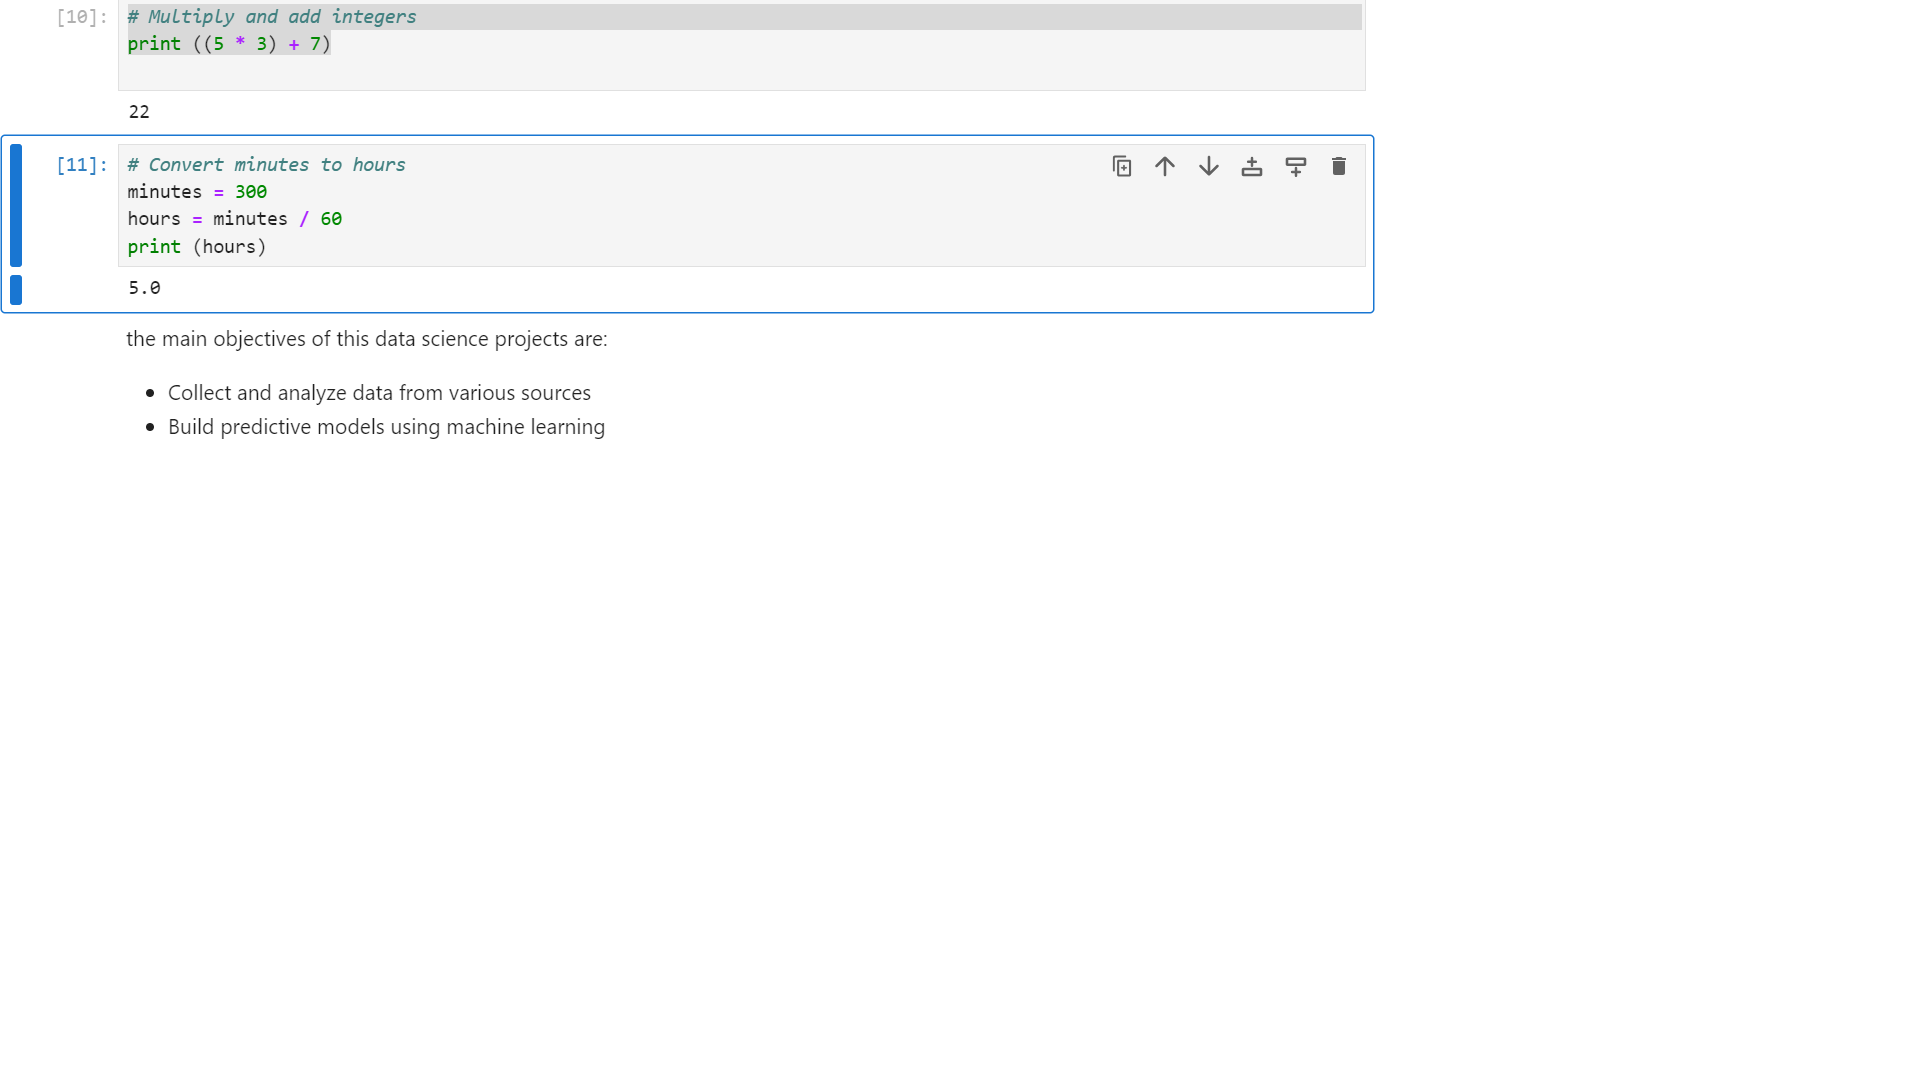 [10]: # Multiply and add integers
print ((5 * 3) + 7)
22
[11]: # Convert minutes to hours
minutes = 300
hours = minutes / 60
print (hours)
5.0
the main objectives of this data science projects are:
• Collect and analyze data from various sources
• Build predictive models using machine learning